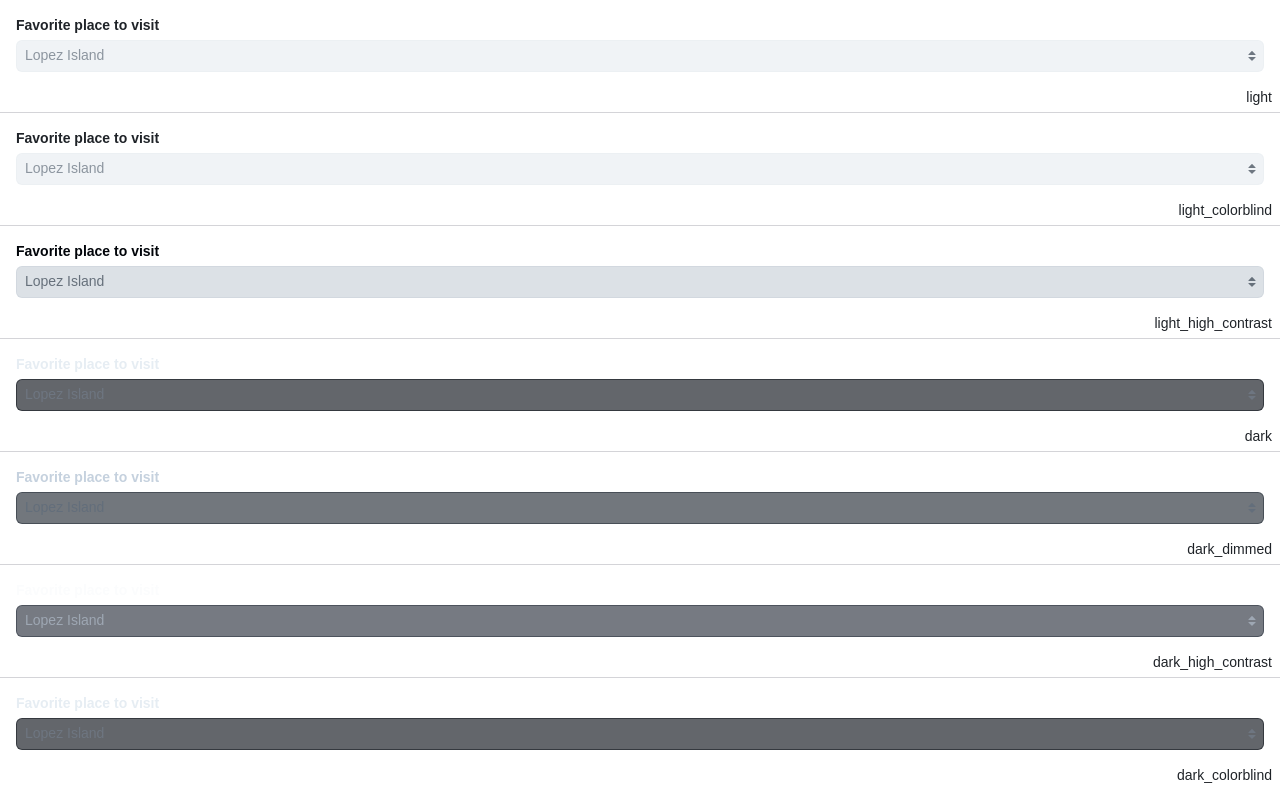 Favorite place to visit
Lopez Island
light
Favorite place to visit
Lopez Island
light_colorblind
Favorite place to visit
Lopez Island
light_high_contrast
Favorite place to visit
Lopez Island
dark
Favorite place to visit
Lopez Island
dark_dimmed
Favorite place to visit
Lopez Island
dark_high_contrast
Favorite place to visit
Lopez Island
dark_colorblind